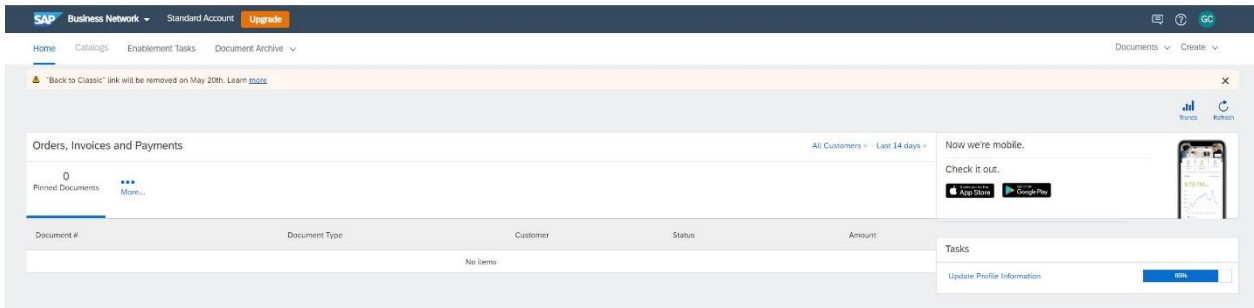 SAP Business Network Standard Account Upgrade GC
Home Catalogs Enablement Tasks Document Archive Documents Create
"Back to Classic" link will be removed on May 20th. Learn more
Trends Refresh
Orders, Invoices and Payments All Customers Last 14 days
0
Pinned Documents
More...
Document # Document Type Customer Status Amount
No items
Now we're mobile.
Check it out.
App Store Google Play
Tasks
Update Profile Information 85%